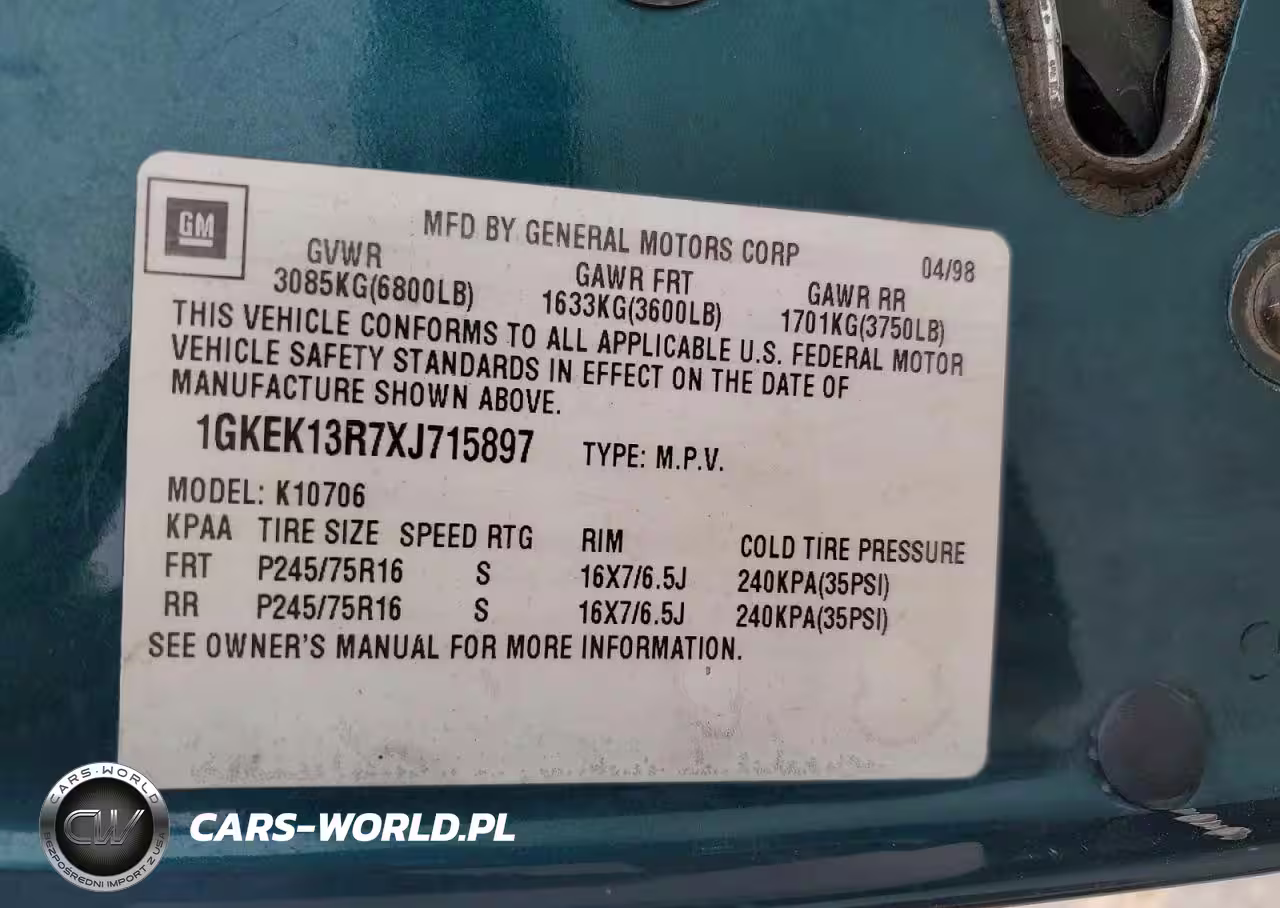 GM
MFD BY GENERAL MOTORS CORP
04/98
GVWR GAWR FRT GAWR RR
3085KG(6800LB) 1633KG(3600LB) 1701KG(3750LB)
THIS VEHICLE CONFORMS TO ALL APPLICABLE U.S. FEDERAL MOTOR
VEHICLE SAFETY STANDARDS IN EFFECT ON THE DATE OF
MANUFACTURE SHOWN ABOVE.
1GKEK13R7XJ715897 TYPE: M.P.V.
MODEL: K10706
KPAA TIRE SIZE SPEED RTG RIM COLD TIRE PRESSURE
FRT P245/75R16 S 16X7/6.5J 240KPA(35PSI)
RR P245/75R16 S 16X7/6.5J 240KPA(35PSI)
SEE OWNER'S MANUAL FOR MORE INFORMATION.
CARS-WORLD
CW
BEZPOŚREDNI IMPORT Z USA
CARS-WORLD.PL